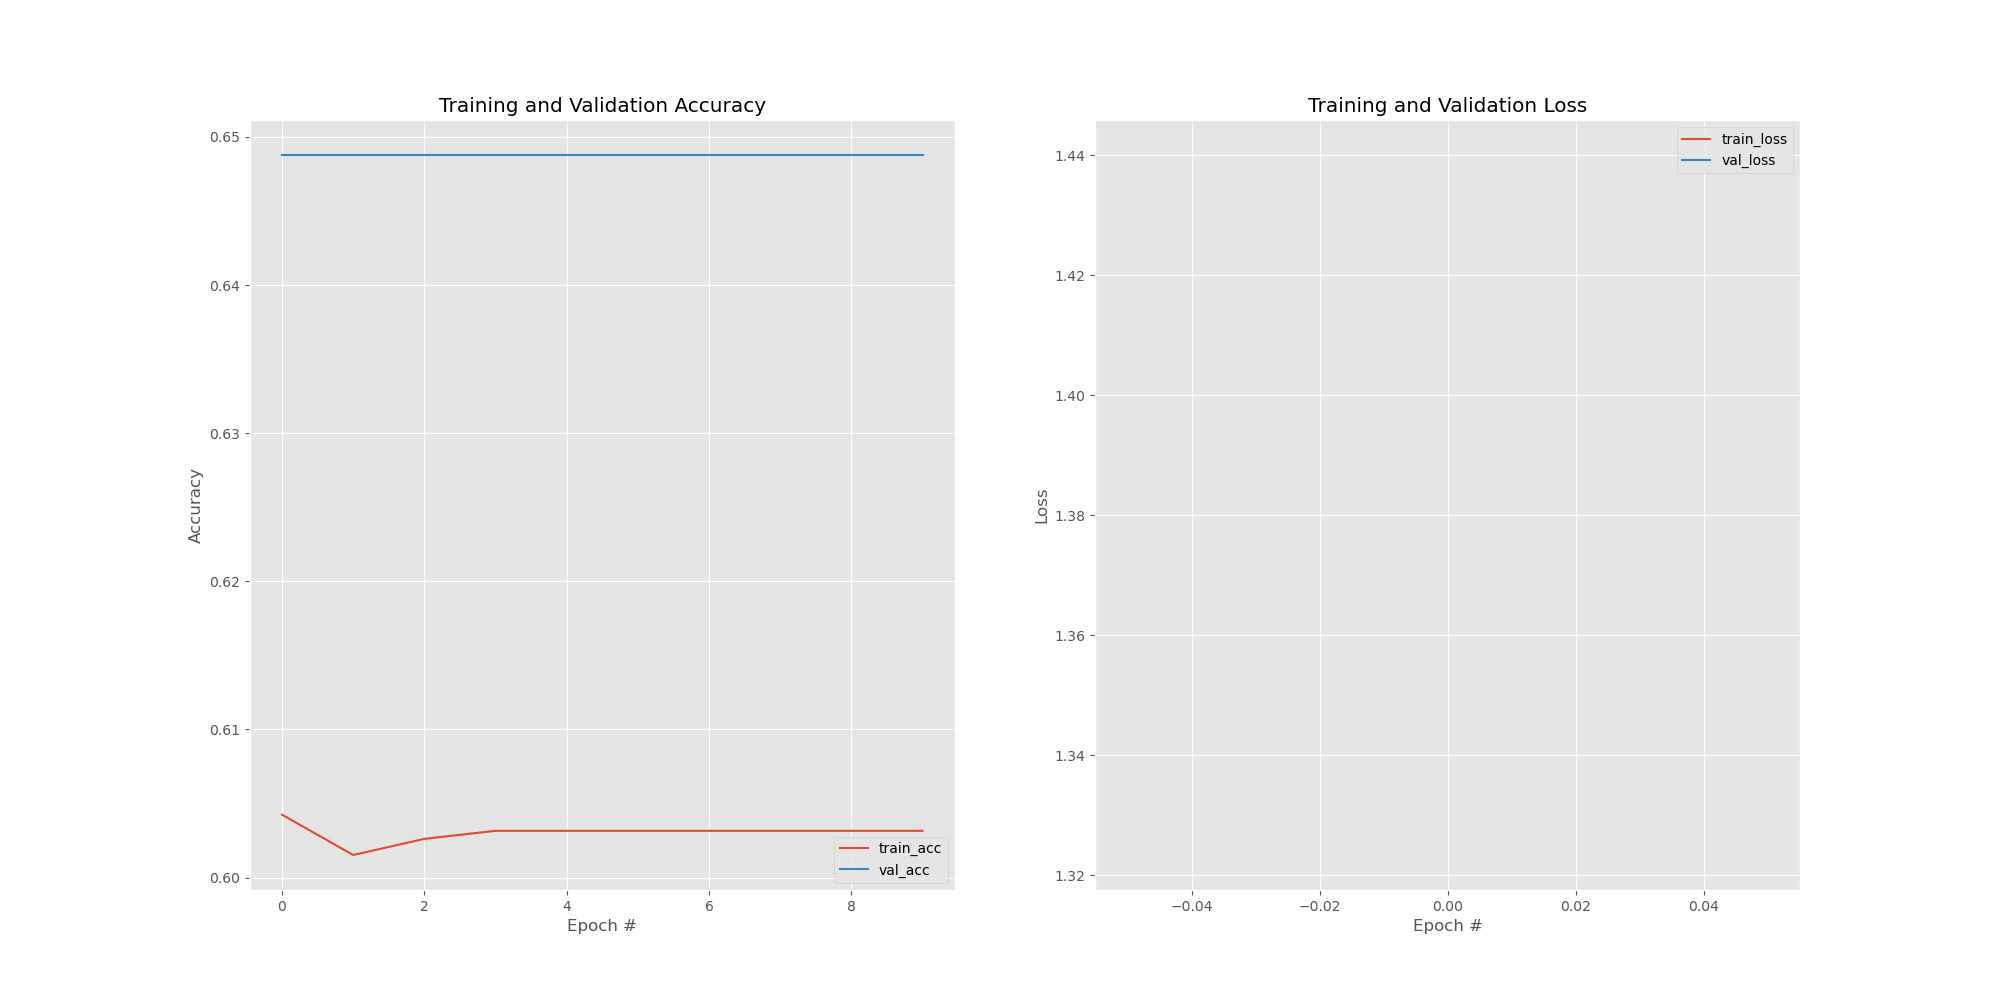 Training and Validation Accuracy
0.65
0.64
0.63
0.62
0.61
0.60
Accuracy
0 2 4 6 8
Epoch #
train_acc
val_acc
Training and Validation Loss
1.44
1.42
1.40
1.38
1.36
1.34
1.32
Loss
−0.04 −0.02 0.00 0.02 0.04
Epoch #
train_loss
val_loss